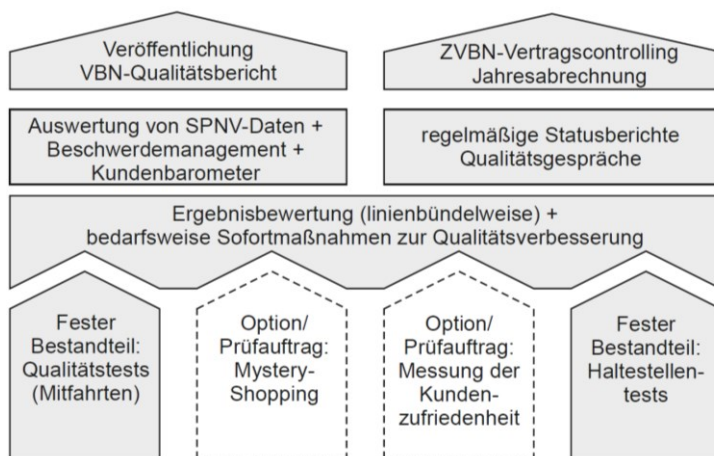 Veröffentlichung
VBN-Qualitätsbericht
ZVBN-Vertragscontrolling
Jahresabrechnung
Auswertung von SPNV-Daten +
Beschwerdemanagement +
Kundenbarometer
regelmäßige Statusberichte
Qualitätsgespräche
Ergebnisbewertung (linienbündelweise) +
bedarfsweise Sofortmaßnahmen zur Qualitätsverbesserung
Fester
Bestandteil:
Qualitätstests
(Mitfahrten)
Option/
Prüfauftrag:
Mystery-
Shopping
Option/
Prüfauftrag:
Messung der
Kunden-
zufriedenheit
Fester
Bestandteil:
Haltestellen-
tests